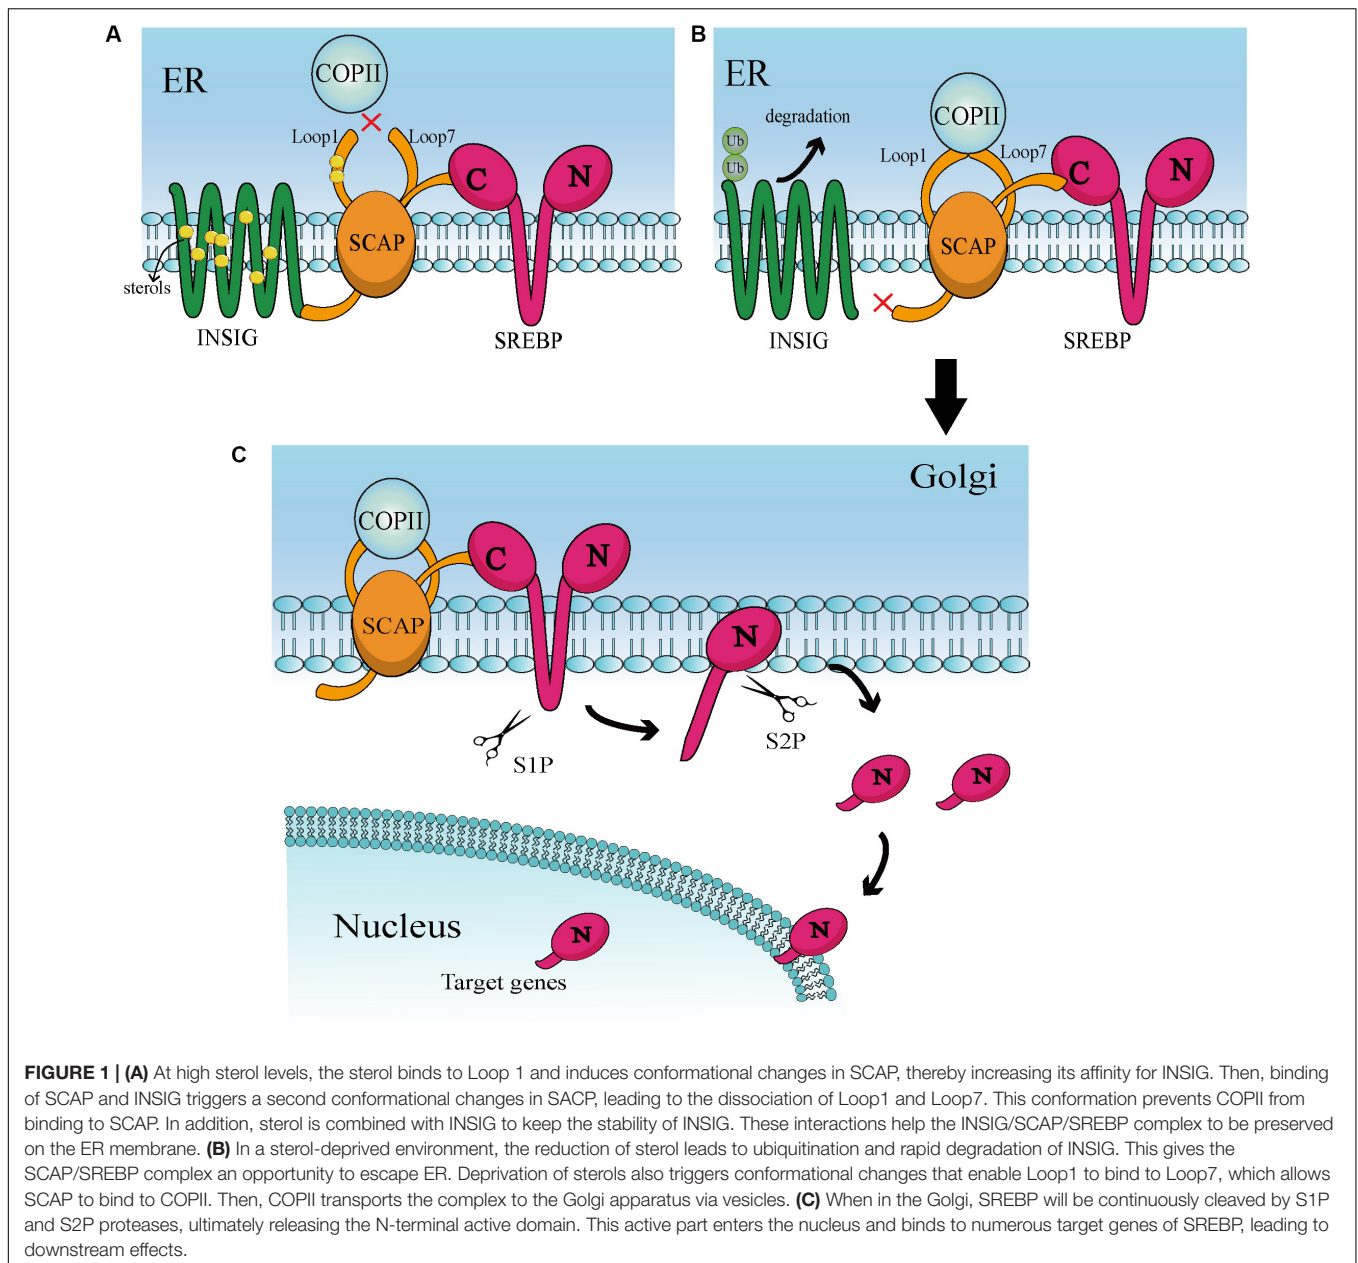 A
B
ER
COPII
Loop1
Loop7
C
N
SCAP
sterols
INSIG
SREBP
ER
degradation
Ub
Ub
COPII
Loop1
Loop7
C
N
SCAP
INSIG
SREBP
C
Golgi
COPII
C
N
SCAP
N
S1P
S2P
N
N
N
Nucleus
N
Target genes
FIGURE 1 | (A) At high sterol levels, the sterol binds to Loop 1 and induces conformational changes in SCAP, thereby increasing its affinity for INSIG. Then, binding
of SCAP and INSIG triggers a second conformational changes in SACP, leading to the dissociation of Loop1 and Loop7. This conformation prevents COPII from
binding to SCAP. In addition, sterol is combined with INSIG to keep the stability of INSIG. These interactions help the INSIG/SCAP/SREBP complex to be preserved
on the ER membrane. (B) In a sterol-deprived environment, the reduction of sterol leads to ubiquitination and rapid degradation of INSIG. This gives the
SCAP/SREBP complex an opportunity to escape ER. Deprivation of sterols also triggers conformational changes that enable Loop1 to bind to Loop7, which allows
SCAP to bind to COPII. Then, COPII transports the complex to the Golgi apparatus via vesicles. (C) When in the Golgi, SREBP will be continuously cleaved by S1P
and S2P proteases, ultimately releasing the N-terminal active domain. This active part enters the nucleus and binds to numerous target genes of SREBP, leading to
downstream effects.